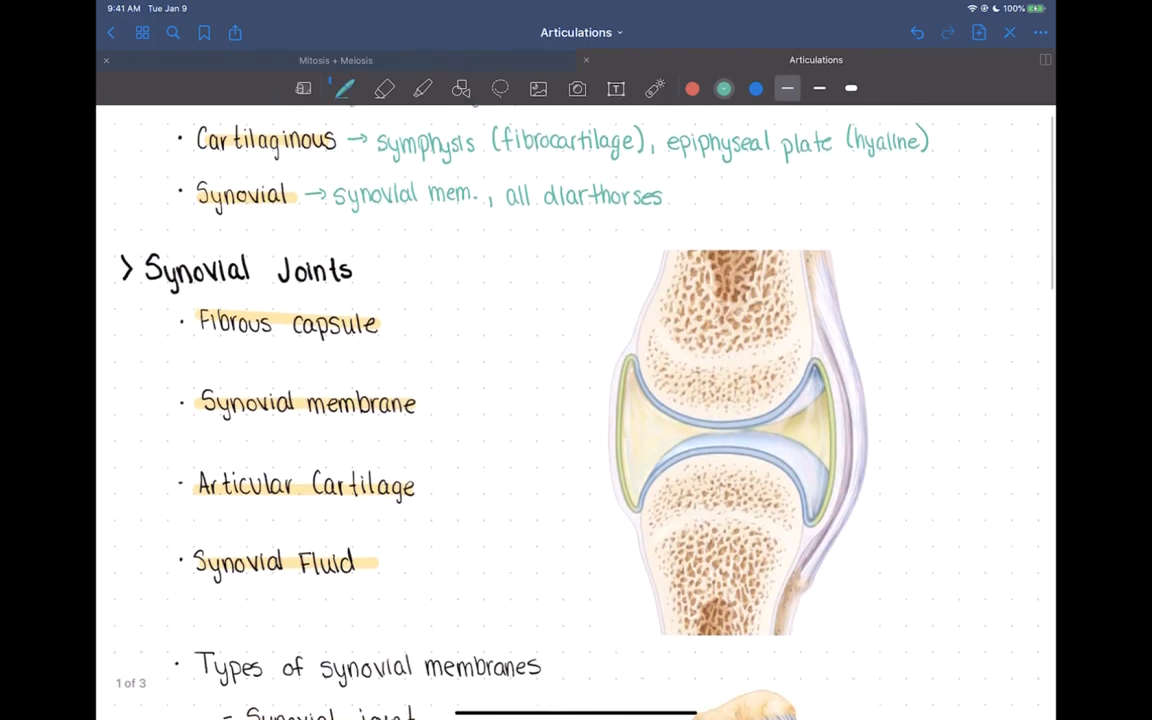 9:41 AM Tue Jan 9
100%
Articulations
Mitosis + Meiosis
Articulations
· Cartilaginous → symphysis (fibrocartilage), epiphyseal plate (hyaline)
· Synovial → synovial mem., all diarthorses
> Synovial Joints
· Fibrous capsule
· Synovial membrane
- Articular Cartilage
· Synovial Fluid
· Types of synovial membranes
1 of 3
- Synovial joint